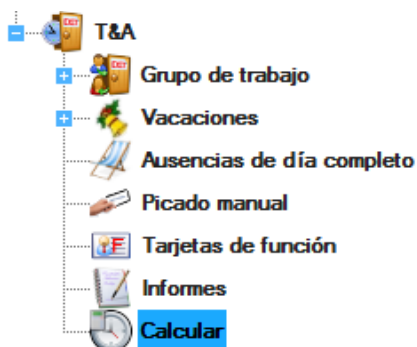 T&A
Grupo de trabajo
Vacaciones
Ausencias de día completo
Picado manual
Tarjetas de función
Informes
Calcular